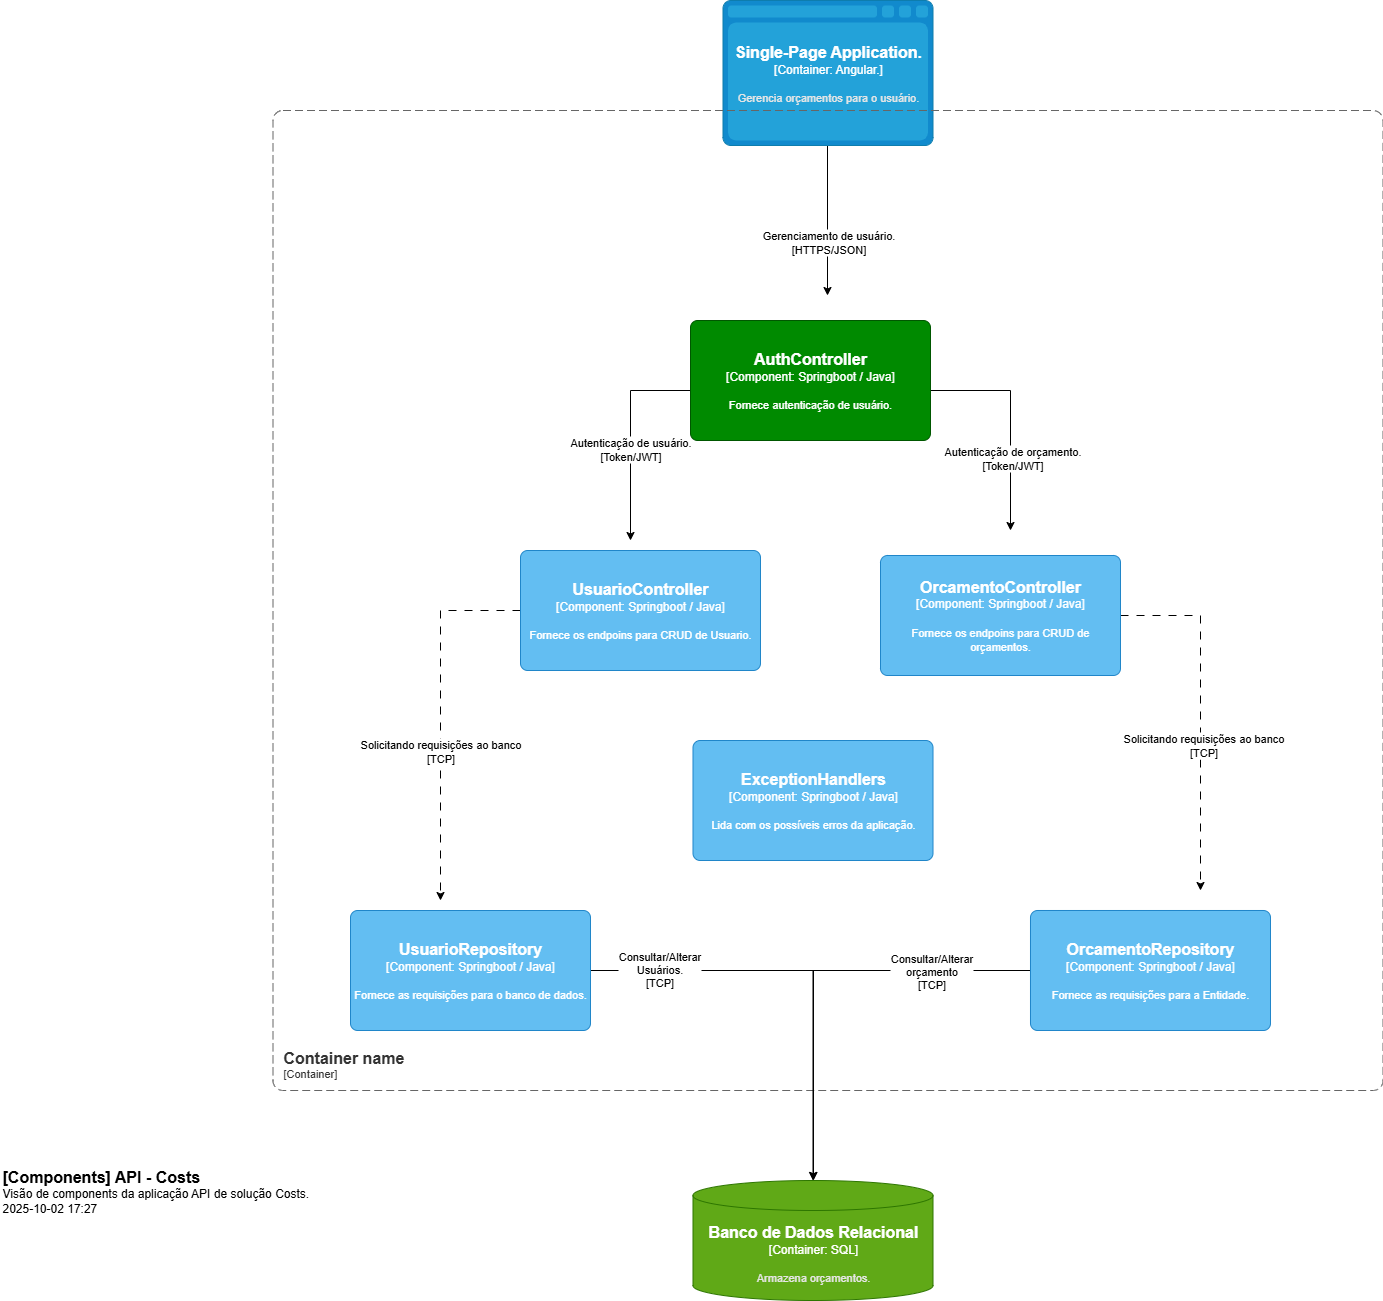 Single-Page Application.
[Container: Angular.]
Gerencia orçamentos para o usuário.
Gerenciamento de usuário.
[HTTPS/JSON]
AuthController
[Component: Springboot / Java]
Fornece autenticação de usuário.
Autenticação de usuário.
[Token/JWT]
Autenticação de orçamento.
[Token/JWT]
UsuarioController
[Component: Springboot / Java]
Fornece os endpoins para CRUD de Usuario.
OrcamentoController
[Component: Springboot / Java]
Fornece os endpoins para CRUD de
orçamentos.
Solicitando requisições ao banco
[TCP]
Solicitando requisições ao banco
[TCP]
ExceptionHandlers
[Component: Springboot / Java]
Lida com os possíveis erros da aplicação.
UsuarioRepository
[Component: Springboot / Java]
Fornece as requisições para o banco de dados.
Consultar/Alterar
Usuários.
[TCP]
Consultar/Alterar
orçamento
[TCP]
OrcamentoRepository
[Component: Springboot / Java]
Fornece as requisições para a Entidade.
Container name
[Container]
[Components] API - Costs
Visão de components da aplicação API de solução Costs.
2025-10-02 17:27
Banco de Dados Relacional
[Container: SQL]
Armazena orçamentos.